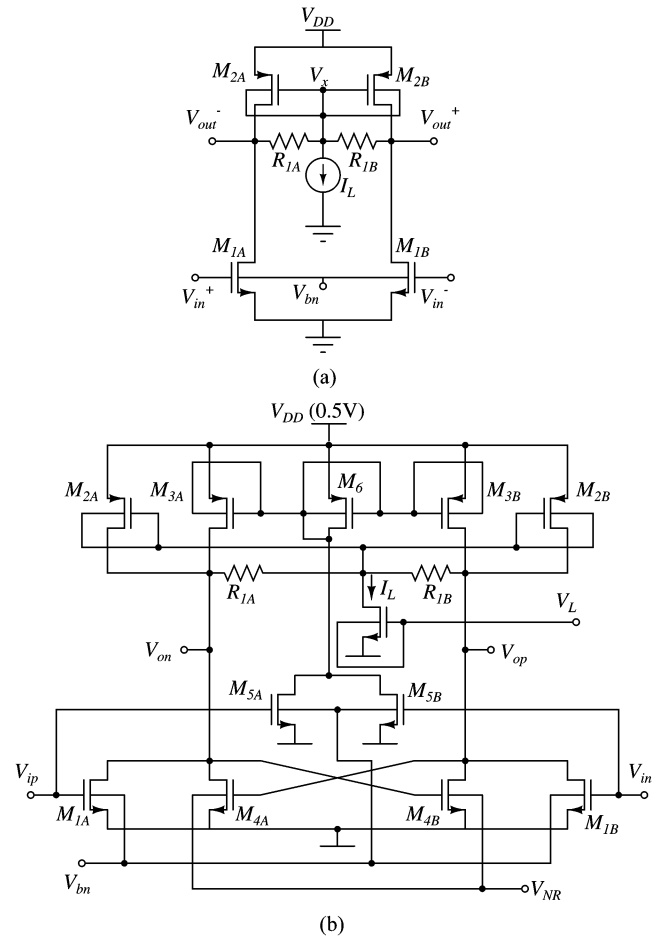 V_DD
M_2A V_x M_2B
V_out^- V_out^+
R_1A R_1B
I_L
M_1A M_1B
V_in^+ V_bn V_in^-
(a)
V_DD (0.5V)
M_2A M_3A M_6 M_3B M_2B
R_1A I_L R_1B V_L
V_on V_op
M_5A M_5B
V_ip V_in
M_1A M_4A M_4B M_1B
V_bn V_NR
(b)